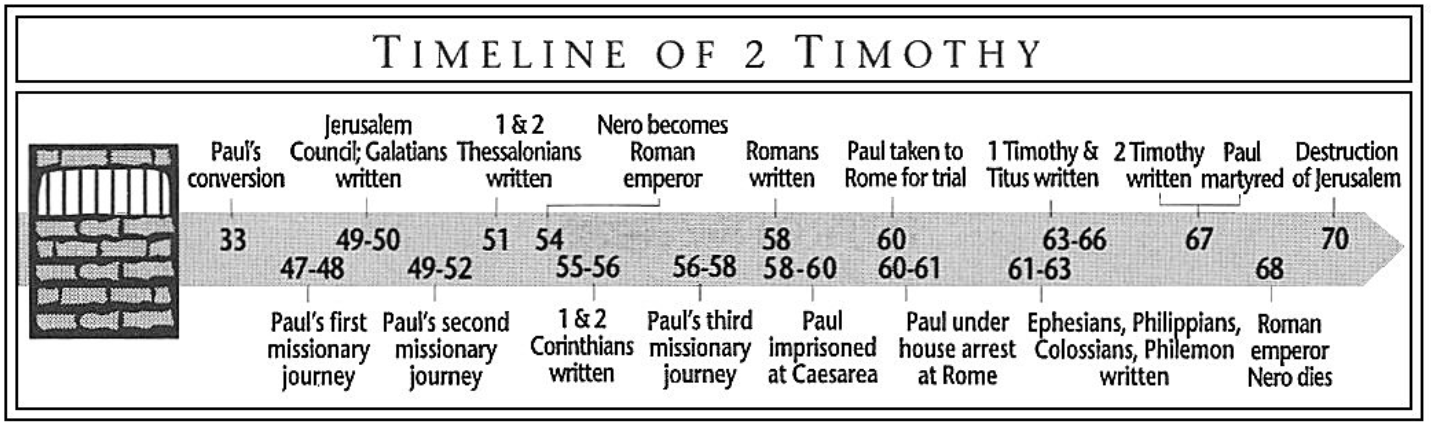 TIMELINE OF 2 TIMOTHY
Paul's
conversion
Jerusalem
Council; Galatians
written
1 & 2
Thessalonians
written
Nero becomes
Roman
emperor
Romans
written
Paul taken to
Rome for trial
1 Timothy &
Titus written
2 Timothy
written
Paul
martyred
Destruction
of Jerusalem
33 49-50 51 54 58 60 63-66 67 70
47-48 49-52 55-56 56-58 58-60 60-61 61-63 68
Paul's first
missionary
journey
Paul's second
missionary
journey
1 & 2
Corinthians
written
Paul's third
missionary
journey
Paul
imprisoned
at Caesarea
Paul under
house arrest
at Rome
Ephesians, Philippians,
Colossians, Philemon
written
Roman
emperor
Nero dies